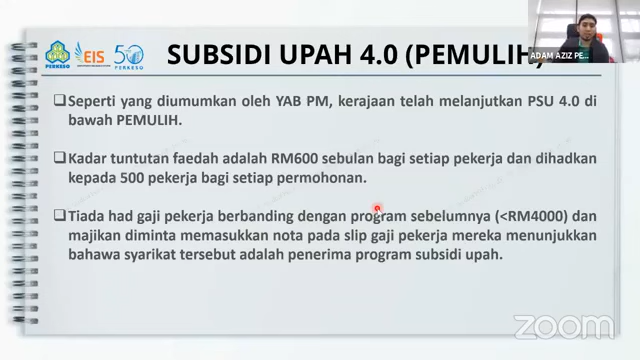 PERKESO
EIS
50
PERKESO
SUBSIDI UPAH 4.0 (PEMULIH)
ADAM AZIZ PE...
Seperti yang diumumkan oleh YAB PM, kerajaan telah melanjutkan PSU 4.0 di
bawah PEMULIH.
Kadar tuntutan faedah adalah RM600 sebulan bagi setiap pekerja dan dihadkan
kepada 500 pekerja bagi setiap permohonan.
Tiada had gaji pekerja berbanding dengan program sebelumnya (<RM4000) dan
majikan diminta memasukkan nota pada slip gaji pekerja mereka menunjukkan
bahawa syarikat tersebut adalah penerima program subsidi upah.
zoom